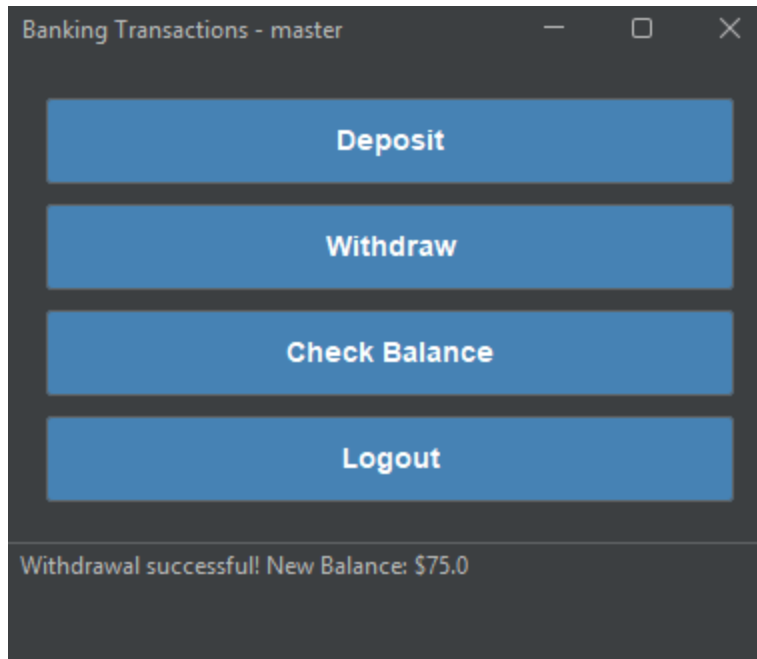 Banking Transactions - master
Deposit
Withdraw
Check Balance
Logout
Withdrawal successful! New Balance: $75.0